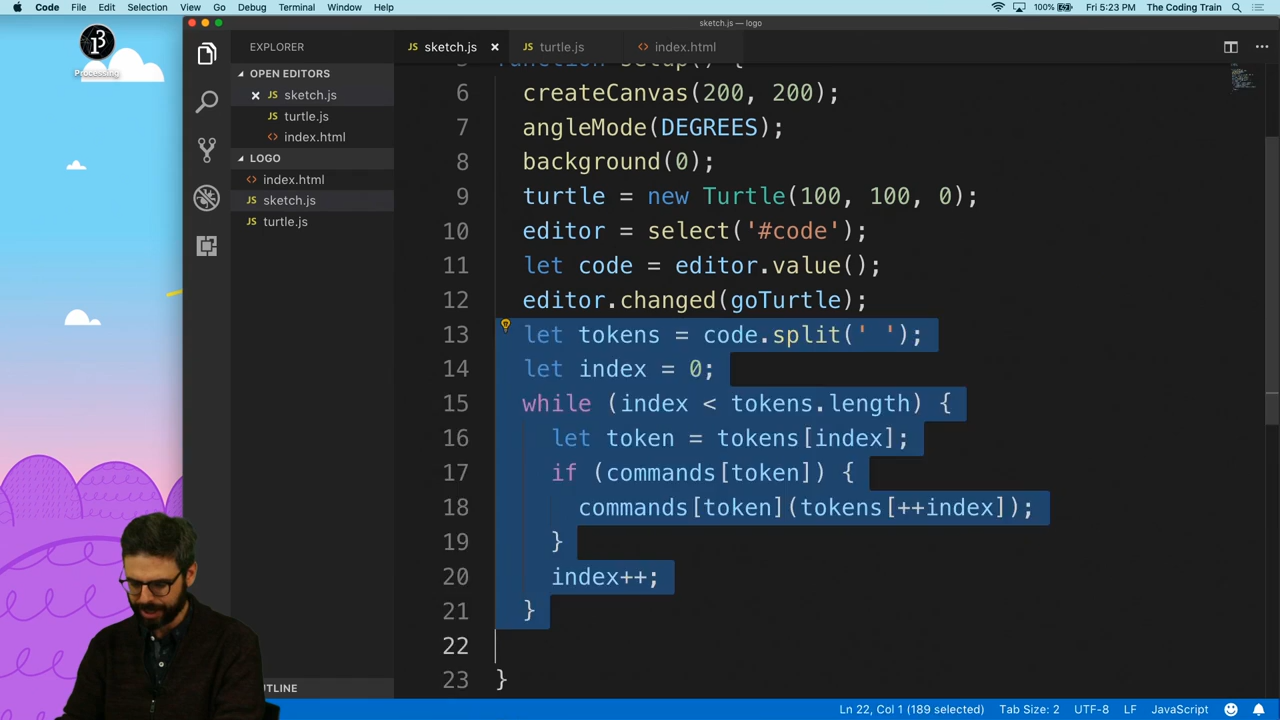 Code File Edit Selection View Go Debug Terminal Window Help 100% Fri 5:23 PM The Coding Train
sketch.js — logo
Processing
EXPLORER
OPEN EDITORS
JS sketch.js
JS turtle.js
<> index.html
LOGO
<> index.html
JS sketch.js
JS turtle.js
UTLINE
JS sketch.js JS turtle.js <> index.html
6 createCanvas(200, 200);
7 angleMode(DEGREES);
8 background(0);
9 turtle = new Turtle(100, 100, 0);
10 editor = select('#code');
11 let code = editor.value();
12 editor.changed(goTurtle);
13 let tokens = code.split(' ');
14 let index = 0;
15 while (index < tokens.length) {
16 let token = tokens[index];
17 if (commands[token]) {
18 commands[token](tokens[++index]);
19 }
20 index++;
21 }
22
23 }
Ln 22, Col 1 (189 selected) Tab Size: 2 UTF-8 LF JavaScript